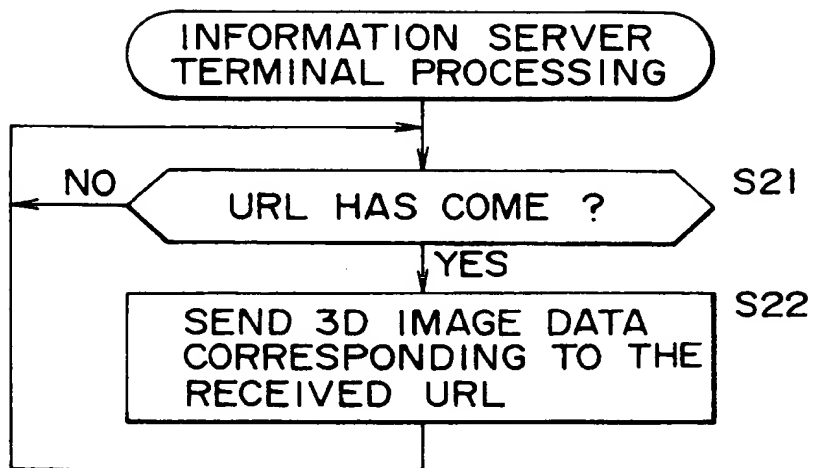 INFORMATION SERVER
TERMINAL PROCESSING
NO
URL HAS COME ?
S21
YES
S22
SEND 3D IMAGE DATA
CORRESPONDING TO THE
RECEIVED URL